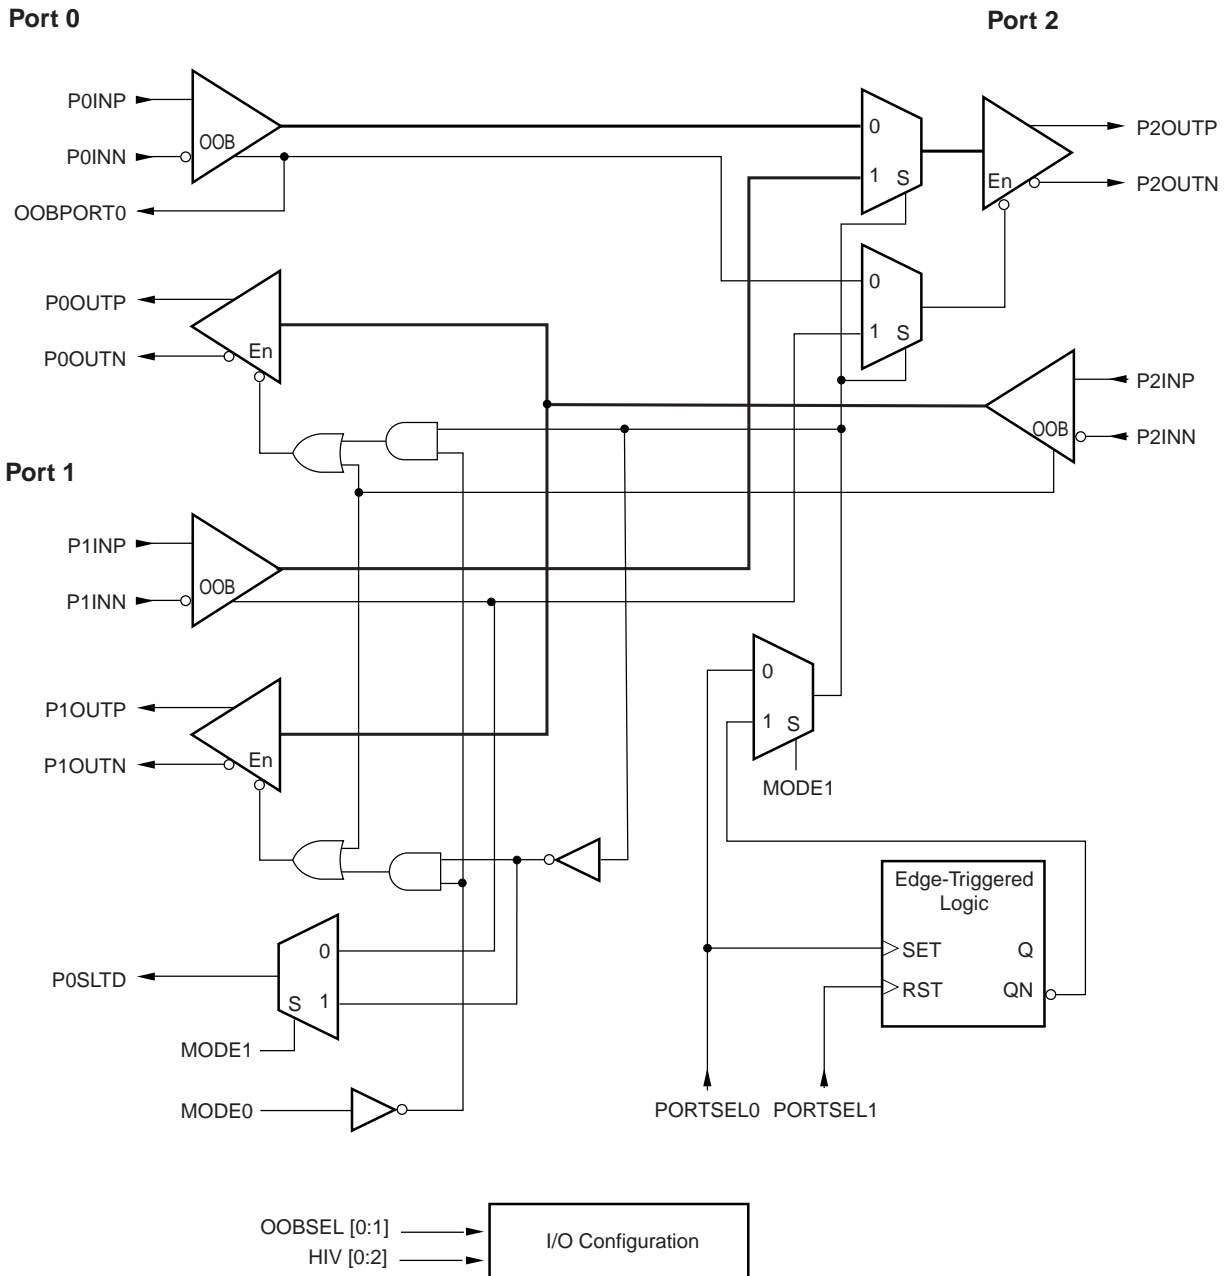 Port 0
Port 2
P0INP
P0INN
OOB
OOBPORT0
0
1 S
En
P2OUTP
P2OUTN
0
1 S
P0OUTP
P0OUTN
En
P2INP
P2INN
OOB
Port 1
P1INP
P1INN
OOB
P1OUTP
P1OUTN
En
0
1 S
MODE1
Edge-Triggered
Logic
SET Q
RST QN
P0SLTD
0
S 1
MODE1
MODE0
PORTSEL0 PORTSEL1
OOBSEL [0:1]
HIV [0:2]
I/O Configuration